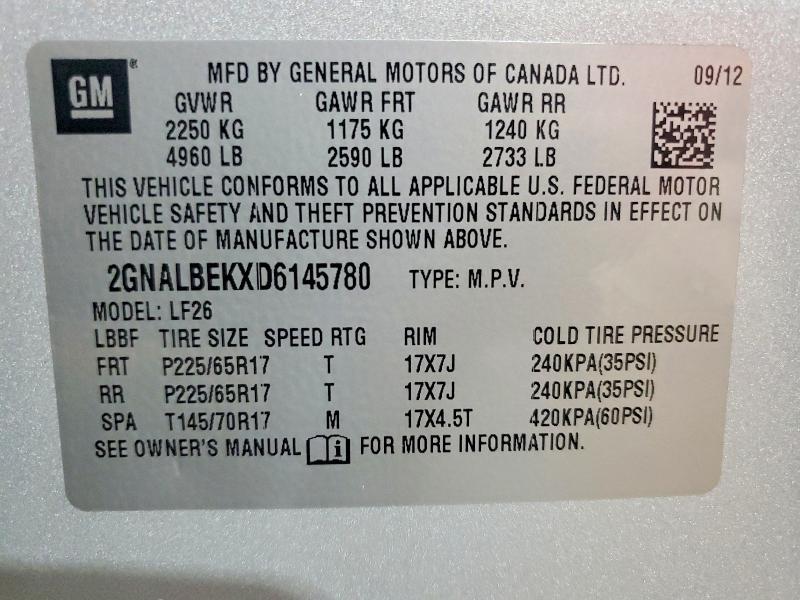 GM®
MFD BY GENERAL MOTORS OF CANADA LTD. 09/12
GVWR GAWR FRT GAWR RR
2250 KG 1175 KG 1240 KG
4960 LB 2590 LB 2733 LB
THIS VEHICLE CONFORMS TO ALL APPLICABLE U.S. FEDERAL MOTOR
VEHICLE SAFETY AND THEFT PREVENTION STANDARDS IN EFFECT ON
THE DATE OF MANUFACTURE SHOWN ABOVE.
2GNALBEKXD6145780 TYPE: M.P.V.
MODEL: LF26
LBBF TIRE SIZE SPEED RTG RIM COLD TIRE PRESSURE
FRT P225/65R17 T 17X7J 240KPA(35PSI)
RR P225/65R17 T 17X7J 240KPA(35PSI)
SPA T145/70R17 M 17X4.5T 420KPA(60PSI)
SEE OWNER'S MANUAL i FOR MORE INFORMATION.